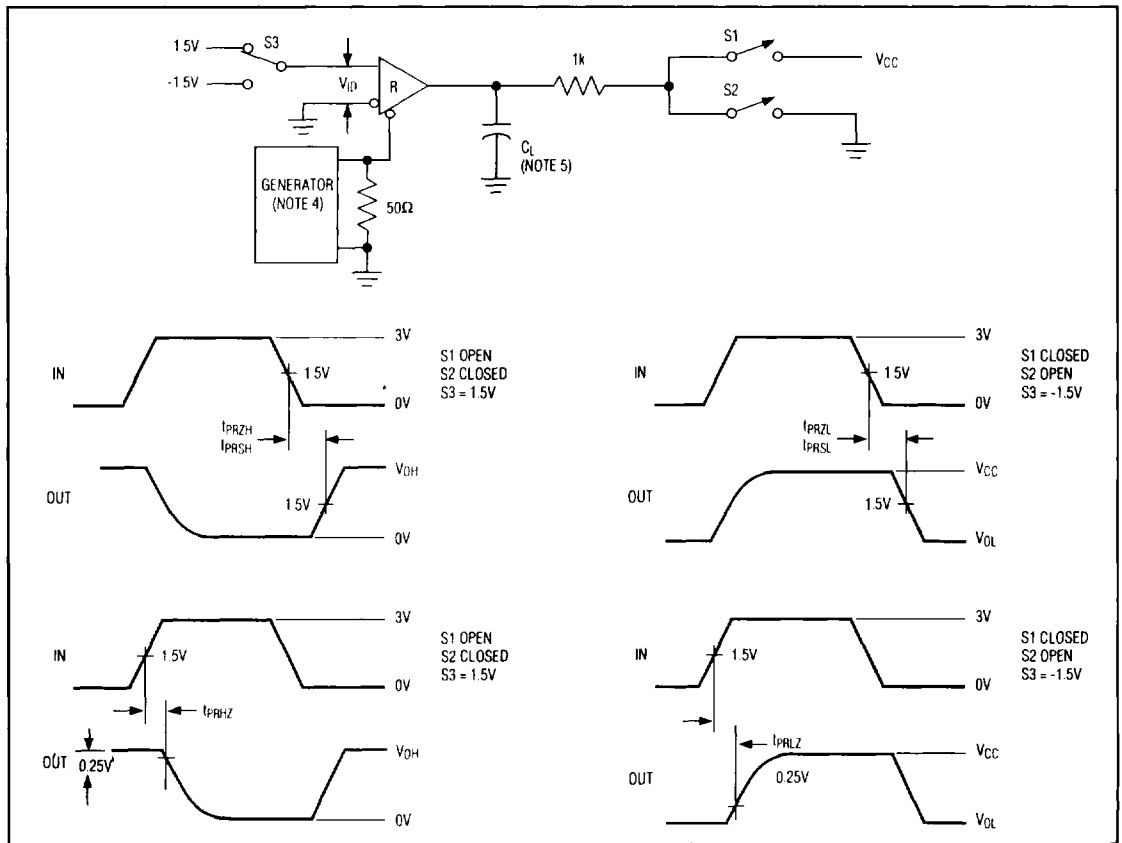 1.5V
S3
-1.5V
VID
R
1k
S1
VCC
S2
CL
(NOTE 5)
GENERATOR
(NOTE 4)
50Ω
IN
3V
1.5V
0V
S1 OPEN
S2 CLOSED
S3 = 1.5V
tPRZH
tPRSH
OUT
VOH
1.5V
0V
IN
3V
1.5V
0V
S1 CLOSED
S2 OPEN
S3 = -1.5V
tPRZL
tPRSL
OUT
VCC
1.5V
VOL
IN
3V
1.5V
0V
S1 OPEN
S2 CLOSED
S3 = 1.5V
tPRHZ
OUT
0.25V
VOH
0V
IN
3V
1.5V
0V
S1 CLOSED
S2 OPEN
S3 = -1.5V
tPRLZ
OUT
0.25V
VCC
VOL